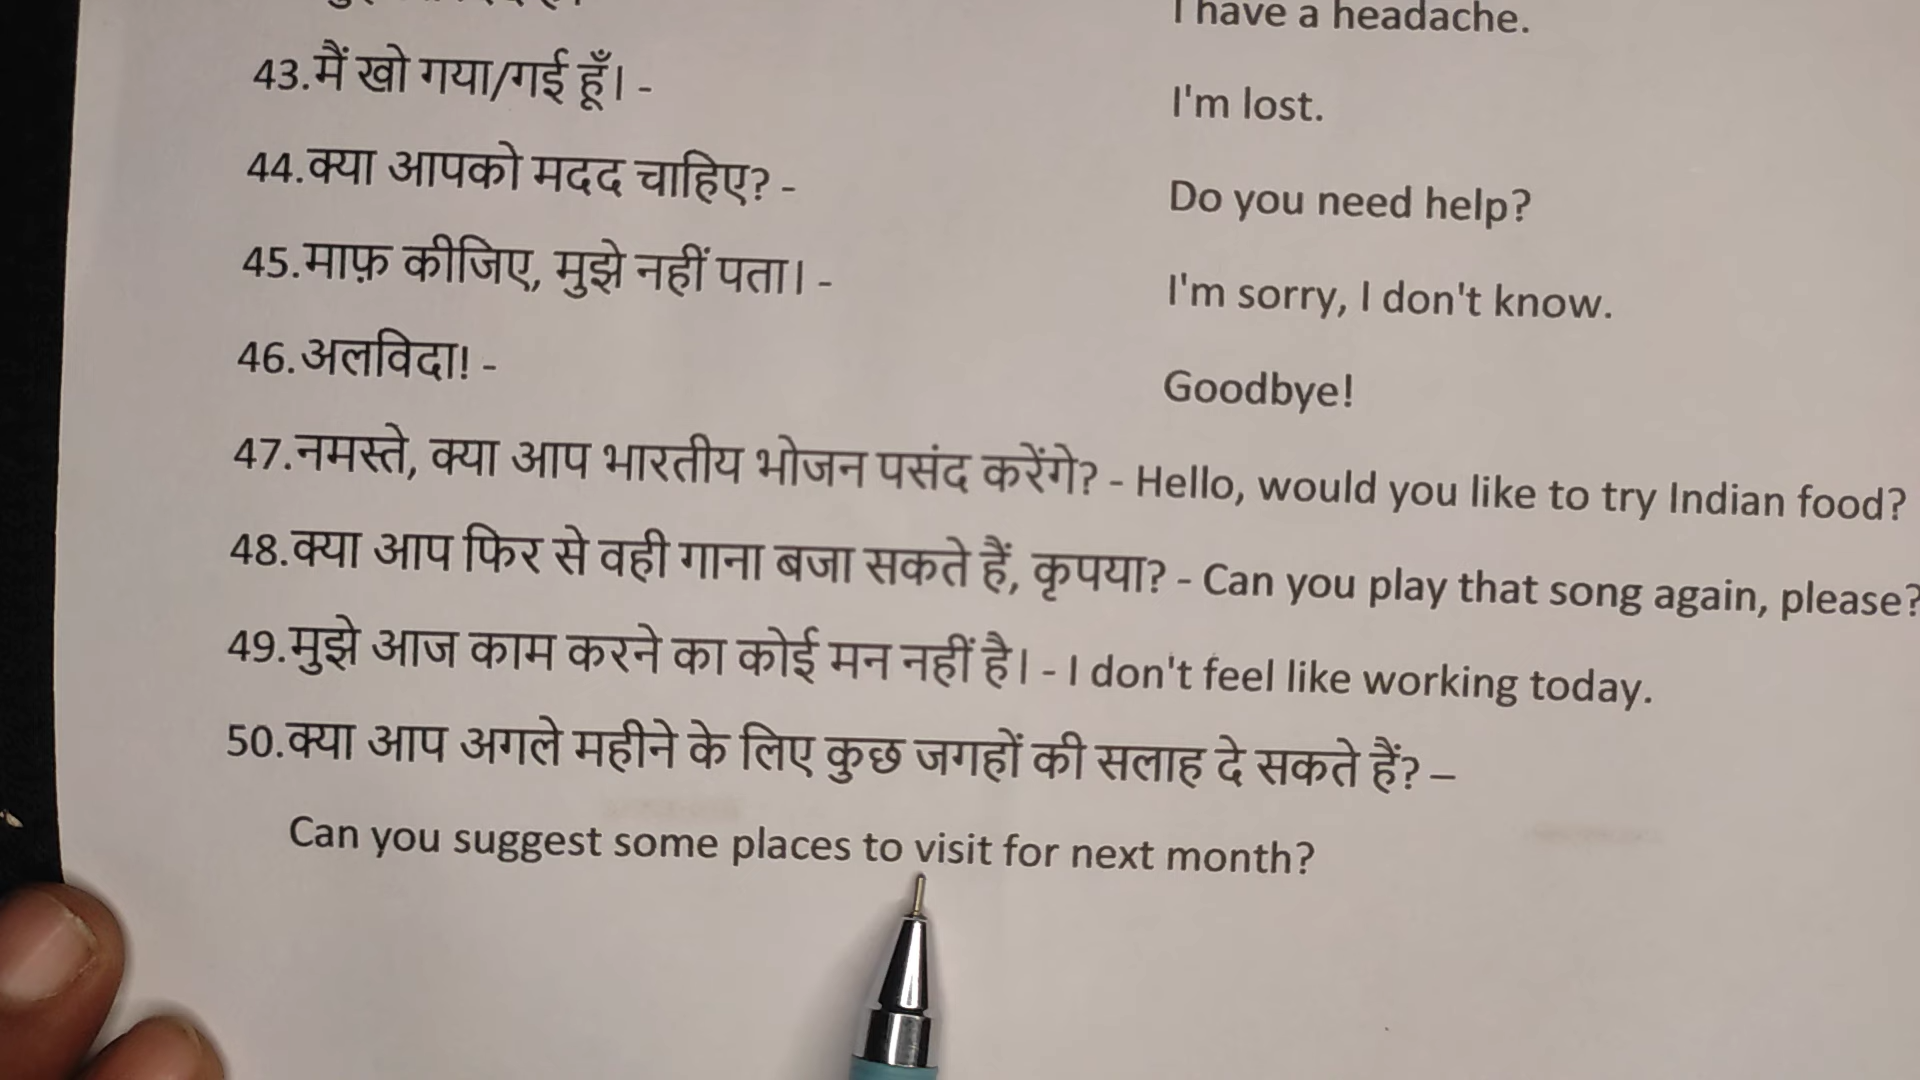 I have a headache.
43.मैं खो गया/गई हूँ। - I'm lost.
44.क्या आपको मदद चाहिए? - Do you need help?
45.माफ़ कीजिए, मुझे नहीं पता। - I'm sorry, I don't know.
46.अलविदा! - Goodbye!
47.नमस्ते, क्या आप भारतीय भोजन पसंद करेंगे? - Hello, would you like to try Indian food?
48.क्या आप फिर से वही गाना बजा सकते हैं, कृपया? - Can you play that song again, please?
49.मुझे आज काम करने का कोई मन नहीं है। - I don't feel like working today.
50.क्या आप अगले महीने के लिए कुछ जगहों की सलाह दे सकते हैं? –
Can you suggest some places to visit for next month?